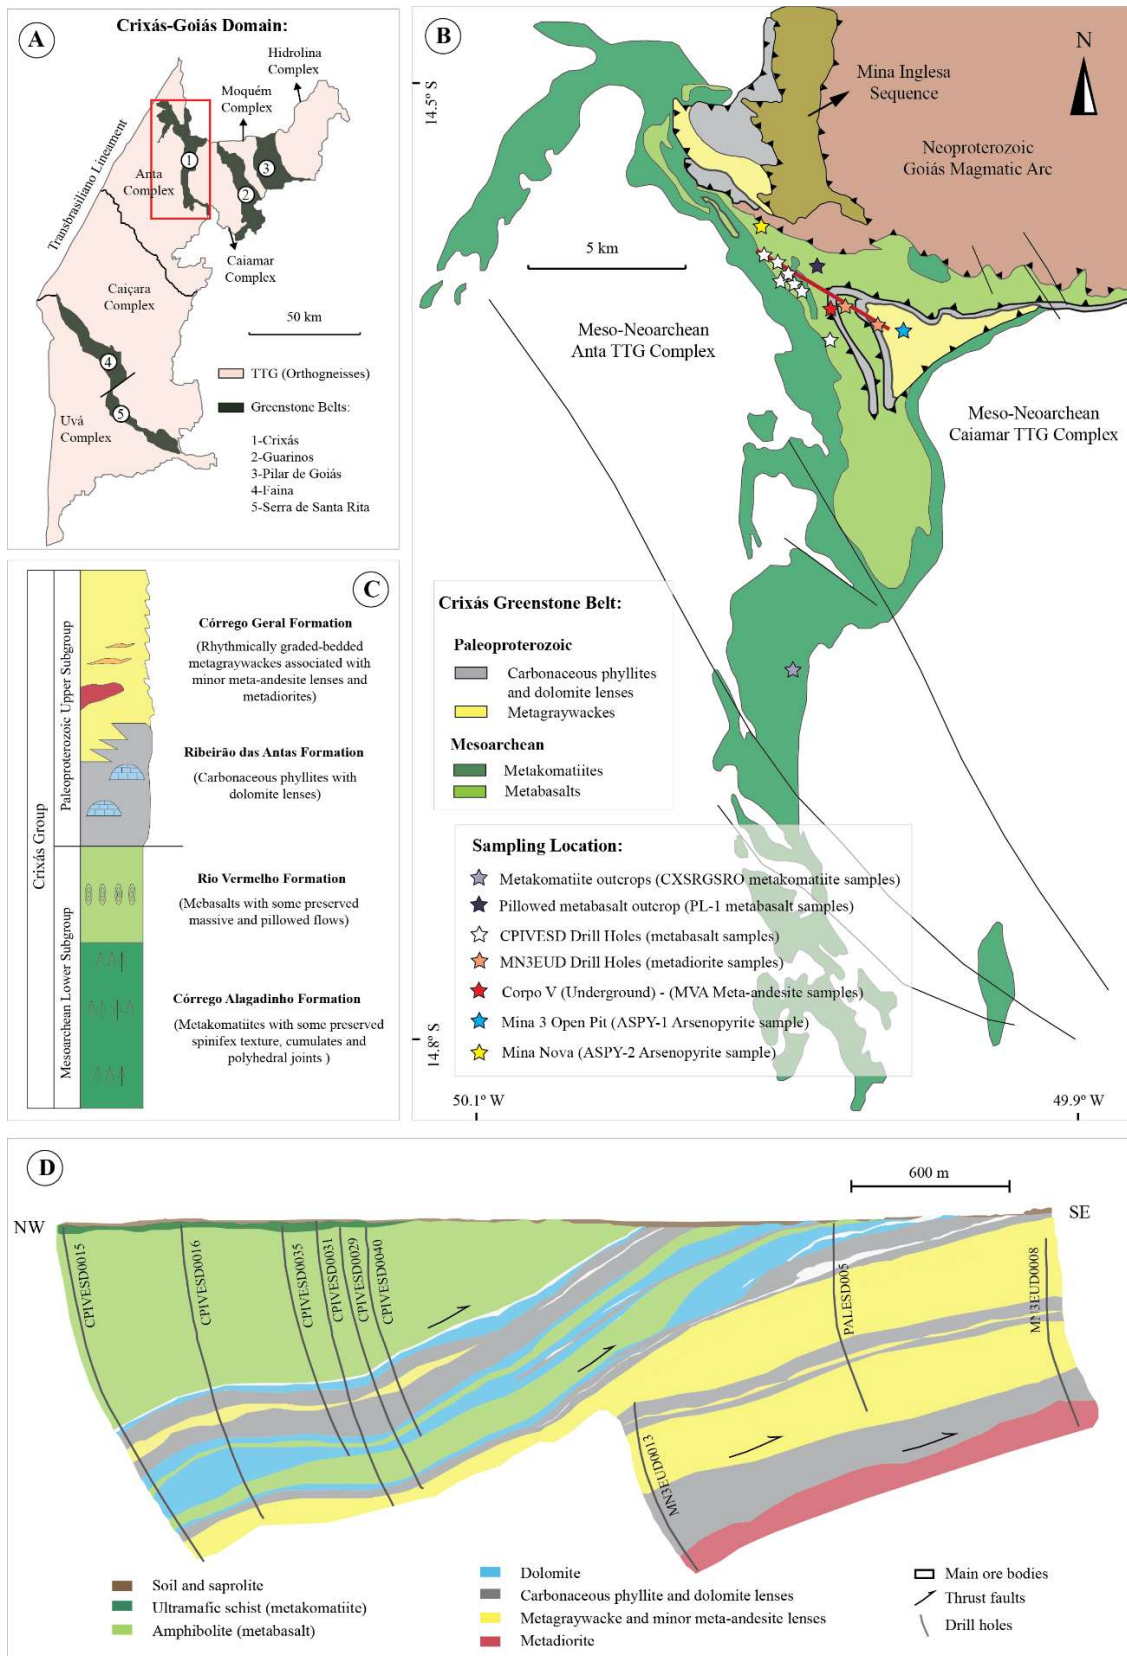 A
Crixás-Goiás Domain:
Hidrolina
Complex
Moquém
Complex
Transbrasiliano Lineament
Anta
Complex
1
2
3
Caiamar
Complex
Caiçara
Complex
50 km
4
5
Uvá
Complex
TTG (Orthogneisses)
Greenstone Belts:
1-Crixás
2-Guarinos
3-Pilar de Goiás
4-Faina
5-Serra de Santa Rita
B
N
14.5º S
Mina Inglesa
Sequence
Neoproterozoic
Goiás Magmatic Arc
5 km
Meso-Neoarchean
Anta TTG Complex
Meso-Neoarchean
Caiamar TTG Complex
Crixás Greenstone Belt:
Paleoproterozoic
Carbonaceous phyllites
and dolomite lenses
Metagraywackes
Mesoarchean
Metakomatiites
Metabasalts
Sampling Location:
Metakomatiite outcrops (CXSRGSRO metakomatiite samples)
Pillowed metabasalt outcrop (PL-1 metabasalt samples)
CPIVESD Drill Holes (metabasalt samples)
MN3EUD Drill Holes (metadiorite samples)
Corpo V (Underground) - (MVA Meta-andesite samples)
Mina 3 Open Pit (ASPY-1 Arsenopyrite sample)
Mina Nova (ASPY-2 Arsenopyrite sample)
14.8º S
50.1º W
49.9º W
C
Crixás Group
Paleoproterozoic Upper Subgroup
Mesoarchean Lower Subgroup
Córrego Geral Formation
(Rhythmically graded-bedded
metagraywackes associated with
minor meta-andesite lenses and
metadiorites)
Ribeirão das Antas Formation
(Carbonaceous phyllites with
dolomite lenses)
Rio Vermelho Formation
(Mebasalts with some preserved
massive and pillowed flows)
Córrego Alagadinho Formation
(Metakomatiites with some preserved
spinifex texture, cumulates and
polyhedral joints )
D
600 m
NW
SE
CPIVESD0015
CPIVESD0016
CPIVESD0035
CPIVESD0031
CPIVESD0029
CPIVESD0040
PALESD005
MN3EUD0008
MN3EUD0013
Soil and saprolite
Ultramafic schist (metakomatiite)
Amphibolite (metabasalt)
Dolomite
Carbonaceous phyllite and dolomite lenses
Metagraywacke and minor meta-andesite lenses
Metadiorite
Main ore bodies
Thrust faults
Drill holes